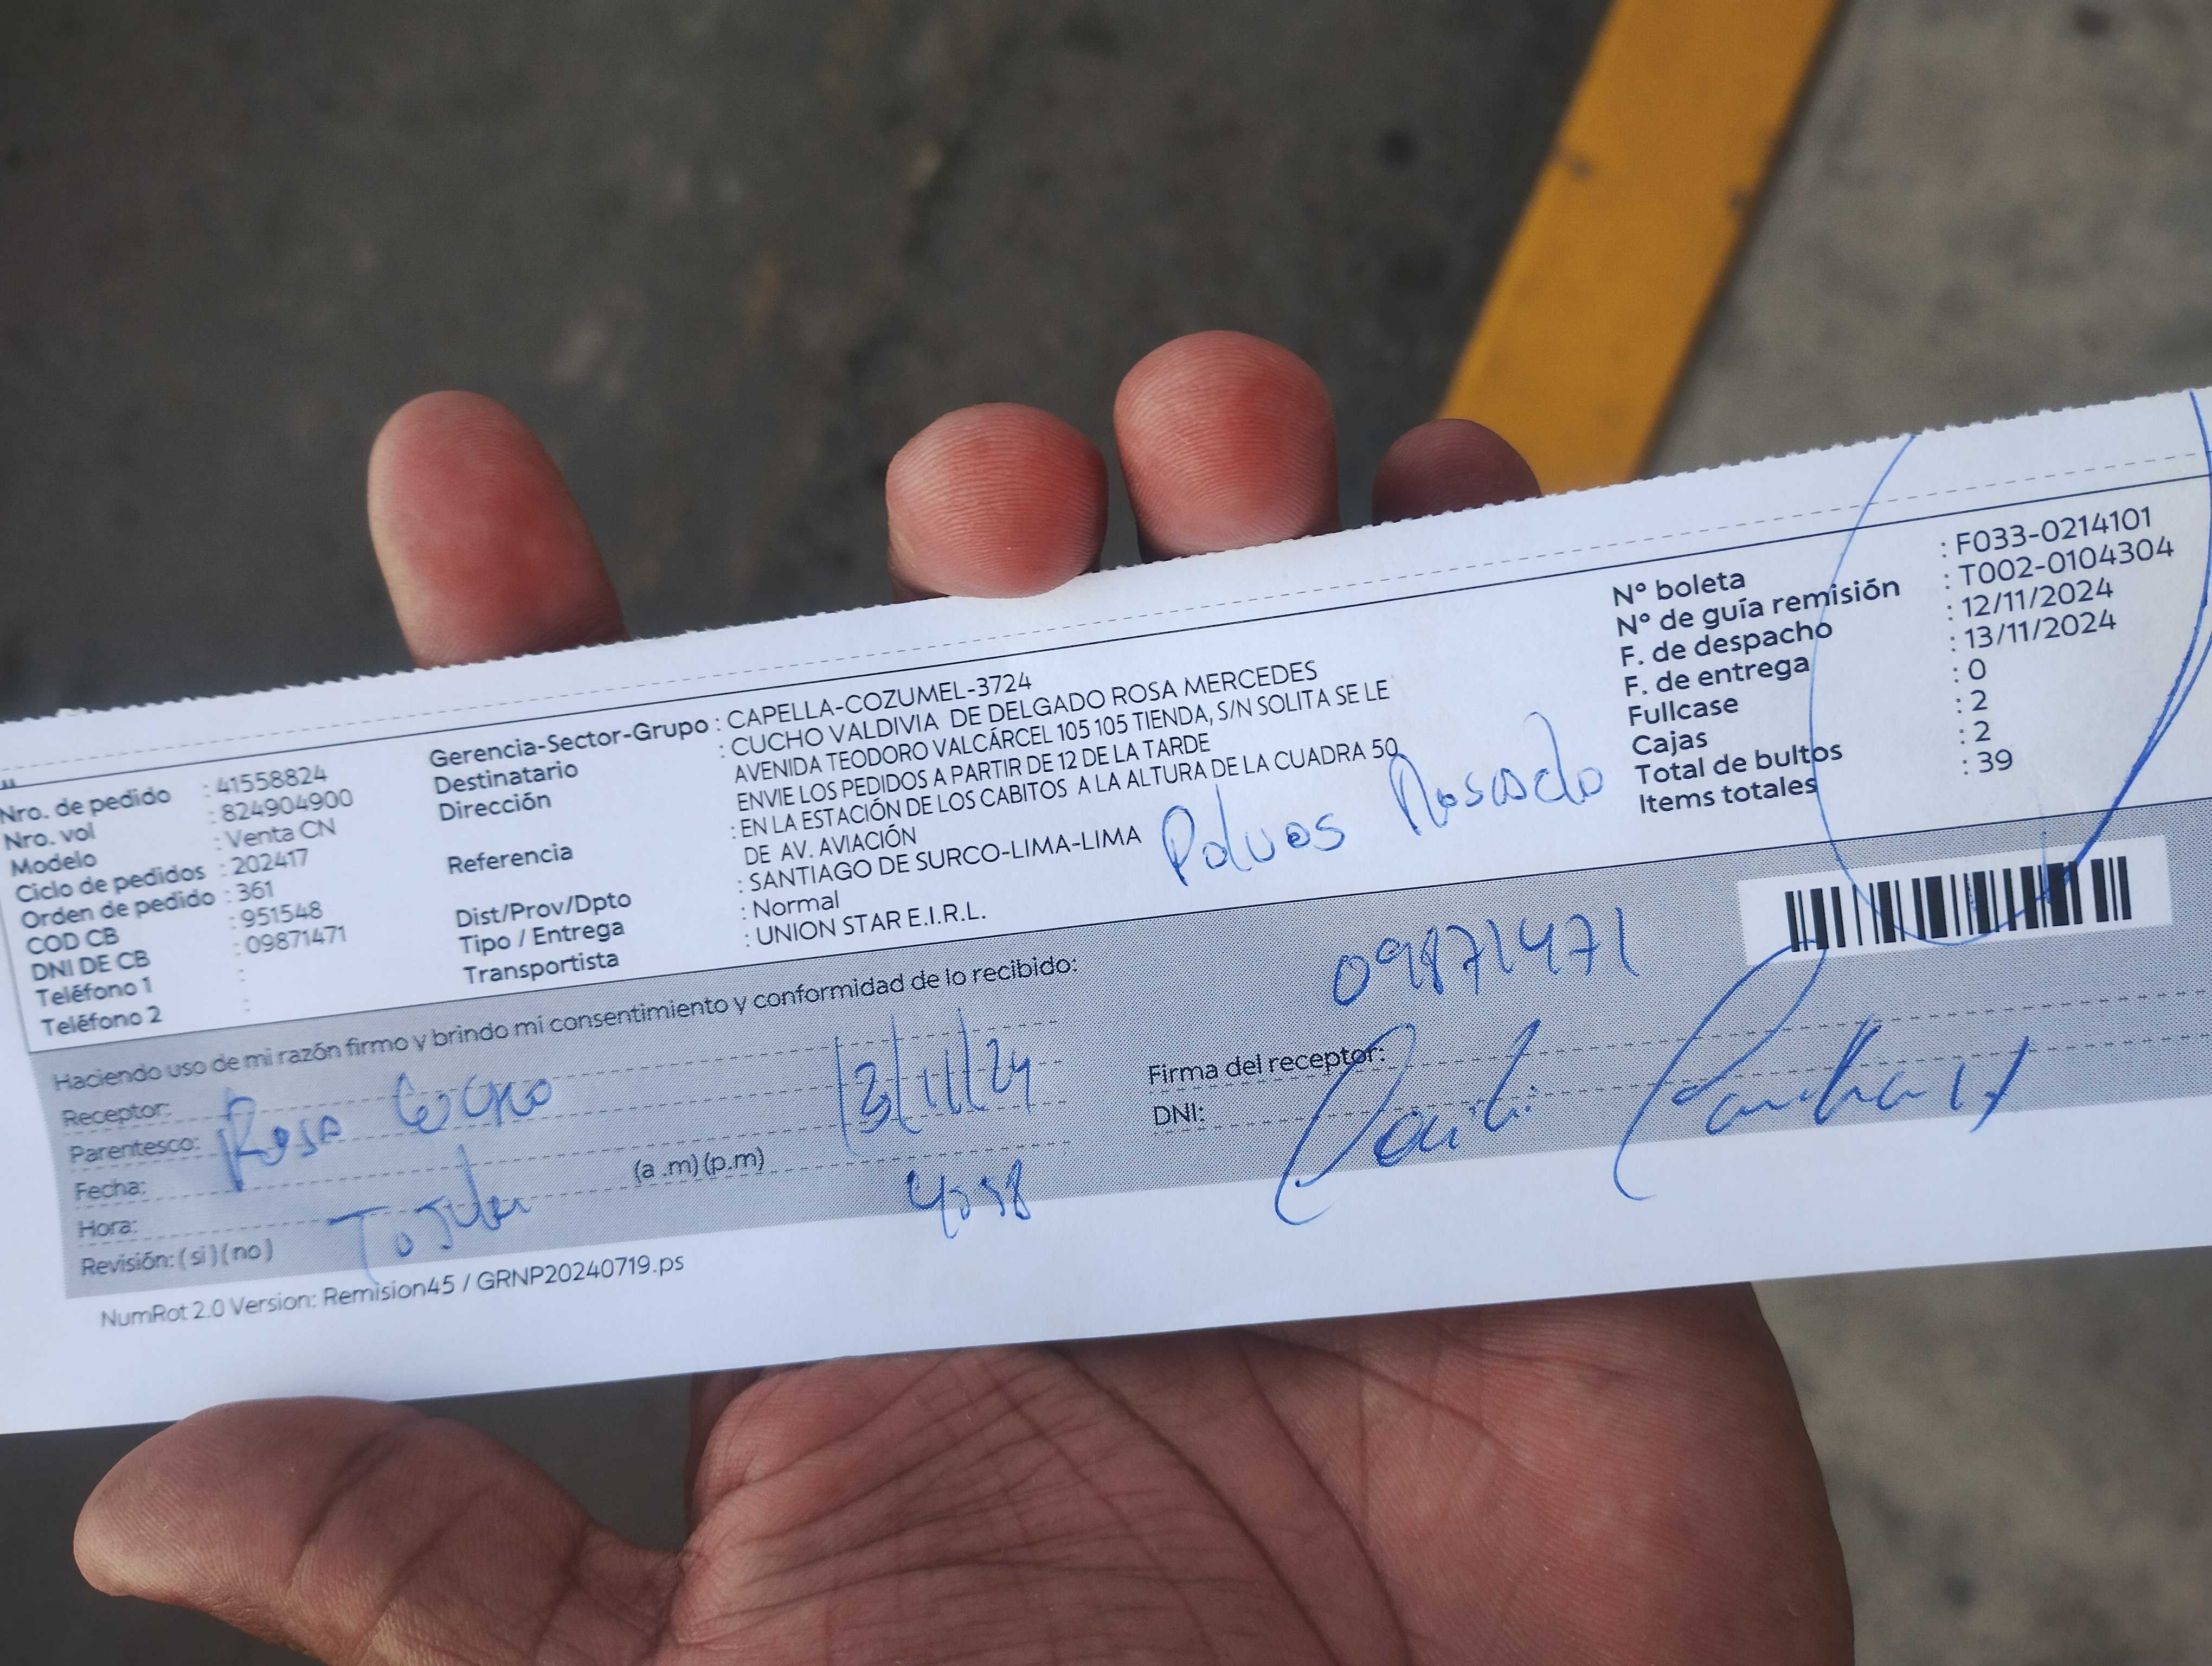 Nro. de pedido : 41558824
Nro. vol : 824904900
Modelo : Venta CN
Ciclo de pedidos : 202417
Orden de pedido : 361
COD CB : 951548
DNI DE CB : 09871471
Teléfono 1 :
Teléfono 2 :
Gerencia-Sector-Grupo : CAPELLA-COZUMEL-3724
Destinatario : CUCHO VALDIVIA DE DELGADO ROSA MERCEDES
Dirección AVENIDA TEODORO VALCÁRCEL 105 105 TIENDA, S/N SOLITA SE LE
ENVIE LOS PEDIDOS A PARTIR DE 12 DE LA TARDE
Referencia : EN LA ESTACIÓN DE LOS CABITOS A LA ALTURA DE LA CUADRA 50
DE AV. AVIACIÓN
Dist/Prov/Dpto : SANTIAGO DE SURCO-LIMA-LIMA
Tipo / Entrega : Normal
Transportista : UNION STAR E.I.R.L.
Polvos Rosado
N° boleta : F033-0214101
N° de guía remisión : T002-0104304
F. de despacho : 12/11/2024
F. de entrega : 13/11/2024
Fullcase : 0
Cajas : 2
Total de bultos : 2
Items totales : 39
Haciendo uso de mi razón firmo y brindo mi consentimiento y conformidad de lo recibido:
Receptor:
Parentesco: Rosa Cucho
Fecha: 13/11/24
Hora: (a .m) (p.m)
Revisión: ( si ) ( no ) Titular
09871471
Firma del receptor:
DNI:
NumRot 2.0 Version: Remision45 / GRNP20240719.ps